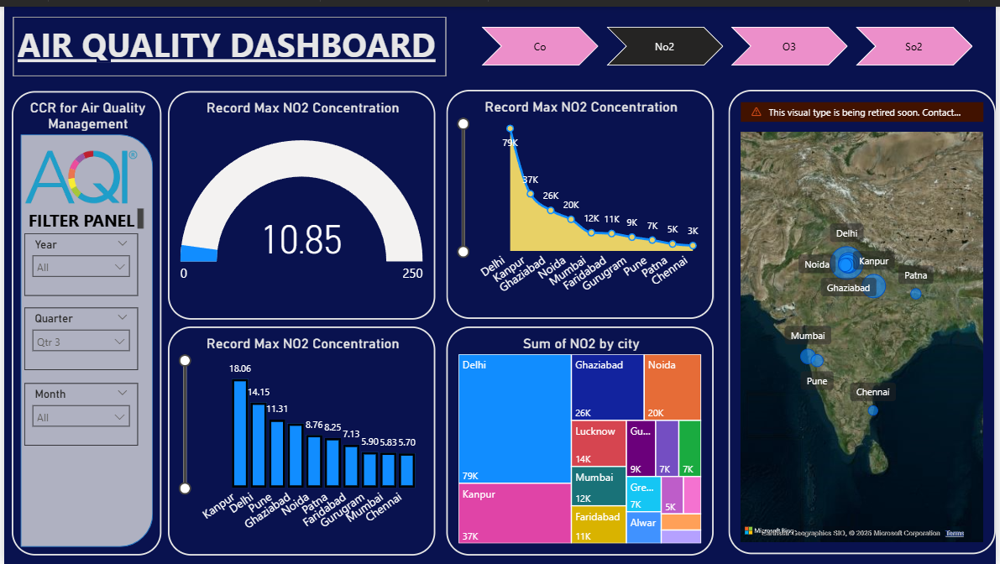 AIR QUALITY DASHBOARD
Co
No2
O3
So2
CCR for Air Quality
Management
AQI®
FILTER PANEL
Year
All
Quarter
Qtr 3
Month
All
Record Max NO2 Concentration
10.85
0
250
Record Max NO2 Concentration
79K
37K
26K
20K
12K
11K
9K
7K
5K
3K
Delhi
Kanpur
Ghaziabad
Noida
Mumbai
Faridabad
Gurugram
Pune
Patna
Chennai
Record Max NO2 Concentration
18.06
14.15
11.31
8.76
8.25
7.13
5.90
5.83
5.70
Kanpur
Delhi
Pune
Ghaziabad
Noida
Patna
Faridabad
Gurugram
Mumbai
Chennai
Sum of NO2 by city
Delhi
79K
Kanpur
37K
Ghaziabad
26K
Noida
20K
Lucknow
14K
Mumbai
12K
Faridabad
11K
Gu...
9K
7K
7K
Gre...
7K
5K
Alwar
This visual type is being retired soon. Contact...
Delhi
Noida
Kanpur
Ghaziabad
Patna
Mumbai
Pune
Chennai
Microsoft Bing
Geographics SIO, © 2025 Microsoft Corporation
Terms